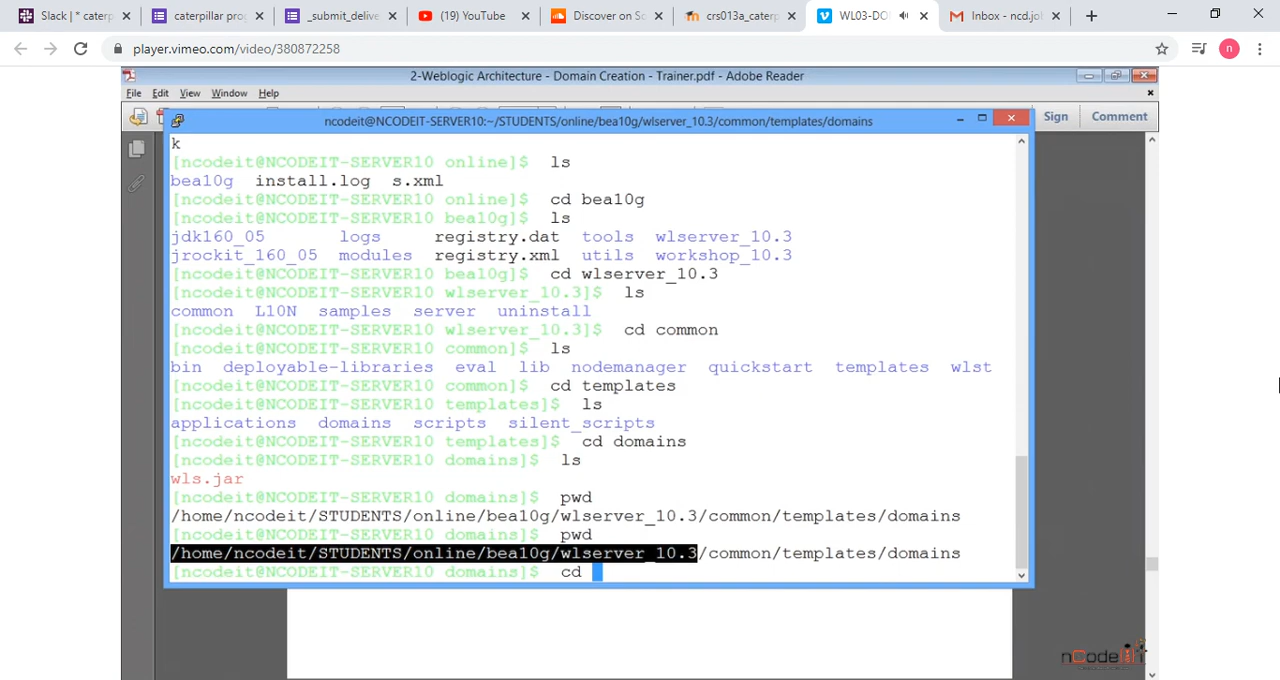 Slack | * caterp
caterpillar pro
_submit_delive
(19) YouTube
Discover on So
crs013a_caterp
WL03-DO
Inbox - ncd.jo
player.vimeo.com/video/380872258
n
2-Weblogic Architecture - Domain Creation - Trainer.pdf - Adobe Reader
File Edit View Window Help
Sign Comment
ncodeit@NCODEIT-SERVER10:~/STUDENTS/online/bea10g/wlserver_10.3/common/templates/domains
k
[ncodeit@NCODEIT-SERVER10 online]$ ls
bea10g install.log s.xml
[ncodeit@NCODEIT-SERVER10 online]$ cd bea10g
[ncodeit@NCODEIT-SERVER10 bea10g]$ ls
jdk160_05 logs registry.dat tools wlserver_10.3
jrockit_160_05 modules registry.xml utils workshop_10.3
[ncodeit@NCODEIT-SERVER10 bea10g]$ cd wlserver_10.3
[ncodeit@NCODEIT-SERVER10 wlserver_10.3]$ ls
common L10N samples server uninstall
[ncodeit@NCODEIT-SERVER10 wlserver_10.3]$ cd common
[ncodeit@NCODEIT-SERVER10 common]$ ls
bin deployable-libraries eval lib nodemanager quickstart templates wlst
[ncodeit@NCODEIT-SERVER10 common]$ cd templates
[ncodeit@NCODEIT-SERVER10 templates]$ ls
applications domains scripts silent_scripts
[ncodeit@NCODEIT-SERVER10 templates]$ cd domains
[ncodeit@NCODEIT-SERVER10 domains]$ ls
wls.jar
[ncodeit@NCODEIT-SERVER10 domains]$ pwd
/home/ncodeit/STUDENTS/online/bea10g/wlserver_10.3/common/templates/domains
[ncodeit@NCODEIT-SERVER10 domains]$ pwd
/home/ncodeit/STUDENTS/online/bea10g/wlserver_10.3/common/templates/domains
[ncodeit@NCODEIT-SERVER10 domains]$ cd
nCodeIT